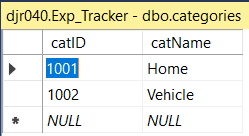 djr040.Exp_Tracker - dbo.categories
catID catName
1001 Home
1002 Vehicle
NULL NULL